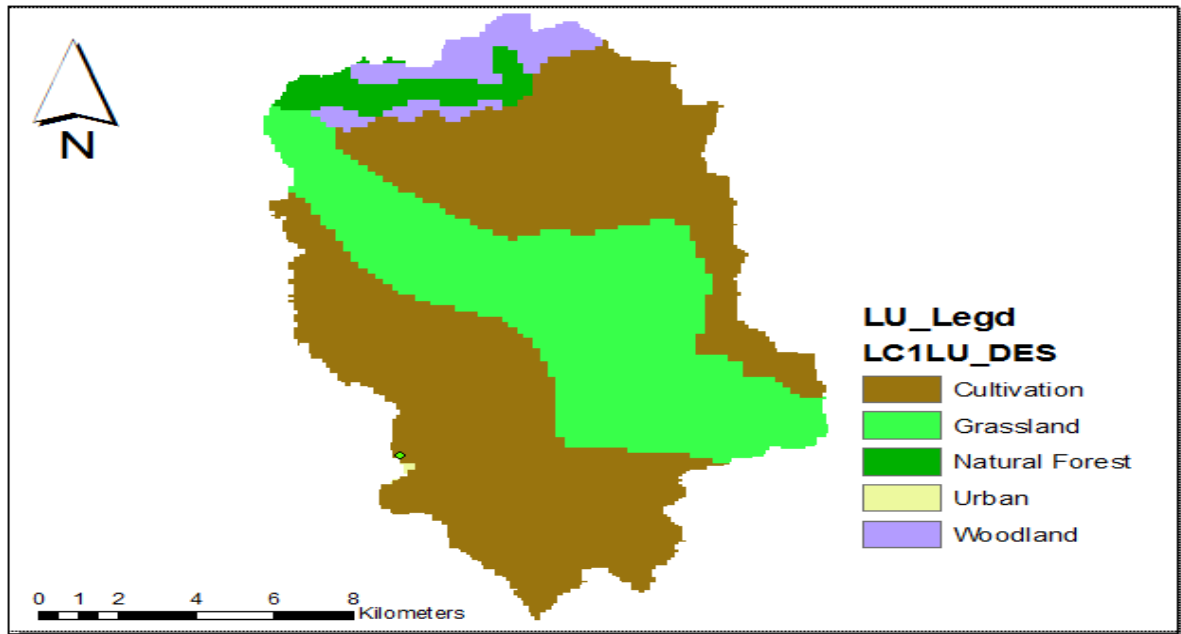 N
LU_Legd
LC1LU_DES
Cultivation
Grassland
Natural Forest
Urban
Woodland
0 1 2 4 6 8
Kilometers